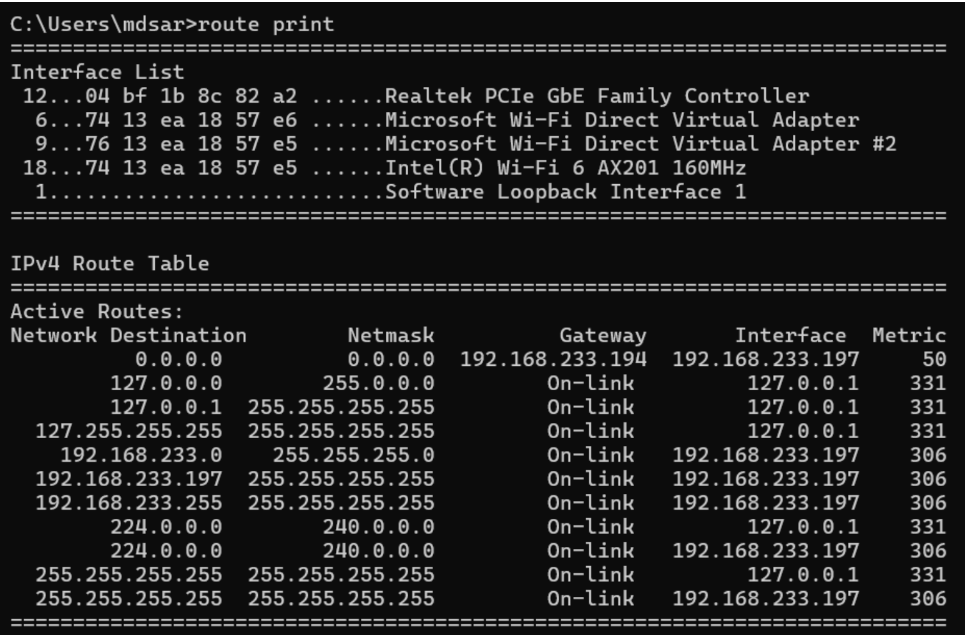 C:\Users\mdsar>route print
===========================================================================
Interface List
 12...04 bf 1b 8c 82 a2 ......Realtek PCIe GbE Family Controller
  6...74 13 ea 18 57 e6 ......Microsoft Wi-Fi Direct Virtual Adapter
  9...76 13 ea 18 57 e5 ......Microsoft Wi-Fi Direct Virtual Adapter #2
 18...74 13 ea 18 57 e5 ......Intel(R) Wi-Fi 6 AX201 160MHz
  1...........................Software Loopback Interface 1
===========================================================================
IPv4 Route Table
===========================================================================
Active Routes:
Network Destination        Netmask          Gateway       Interface  Metric
          0.0.0.0          0.0.0.0  192.168.233.194  192.168.233.197     50
        127.0.0.0        255.0.0.0         On-link         127.0.0.1    331
        127.0.0.1  255.255.255.255         On-link         127.0.0.1    331
  127.255.255.255  255.255.255.255         On-link         127.0.0.1    331
    192.168.233.0    255.255.255.0         On-link   192.168.233.197    306
  192.168.233.197  255.255.255.255         On-link   192.168.233.197    306
  192.168.233.255  255.255.255.255         On-link   192.168.233.197    306
        224.0.0.0        240.0.0.0         On-link         127.0.0.1    331
        224.0.0.0        240.0.0.0         On-link   192.168.233.197    306
  255.255.255.255  255.255.255.255         On-link         127.0.0.1    331
  255.255.255.255  255.255.255.255         On-link   192.168.233.197    306
===========================================================================